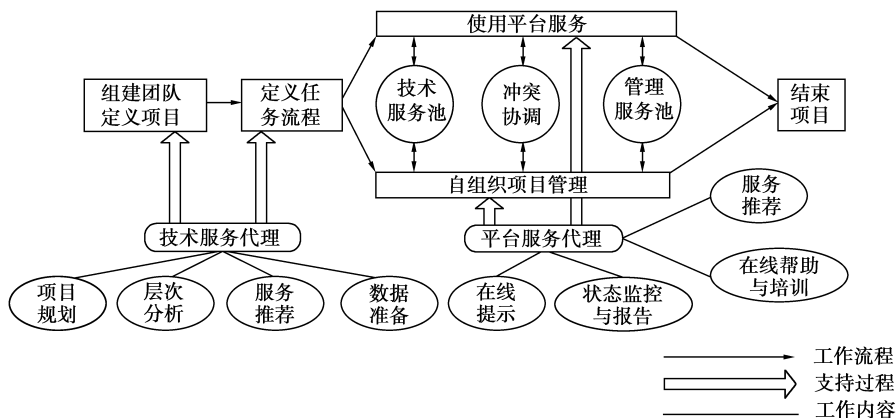 使用平台服务
组建团队
定义项目
定义任
务流程
技术
服务池
冲突
协调
管理
服务池
结束
项目
自组织项目管理
技术服务代理
平台服务代理
服务
推荐
在线帮助
与培训
项目
规划
层次
分析
服务
推荐
数据
准备
在线
提示
状态监控
与报告
工作流程
支持过程
工作内容